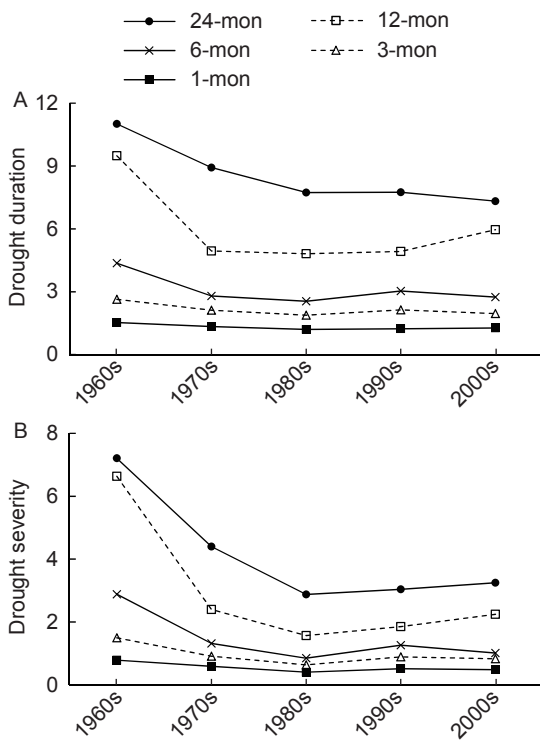 24-mon 12-mon
6-mon 3-mon
1-mon
A
Drought duration
12
9
6
3
0
1960s 1970s 1980s 1990s 2000s
B
Drought severity
8
6
4
2
0
1960s 1970s 1980s 1990s 2000s